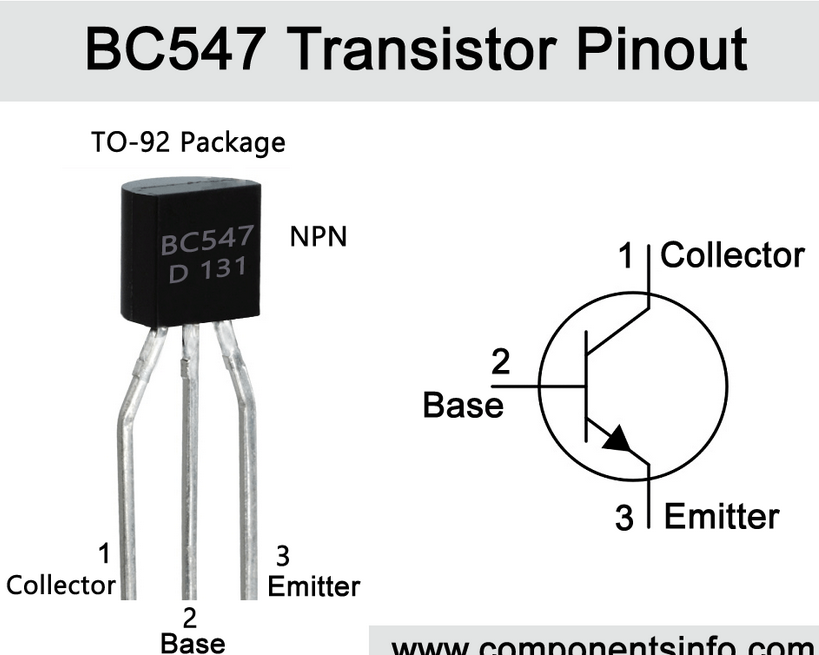 BC547 Transistor Pinout
TO-92 Package
BC547
D 131
NPN
1 Collector
2
Base
3 Emitter
1
Collector
2
Base
3
Emitter
www.componentsinfo.com